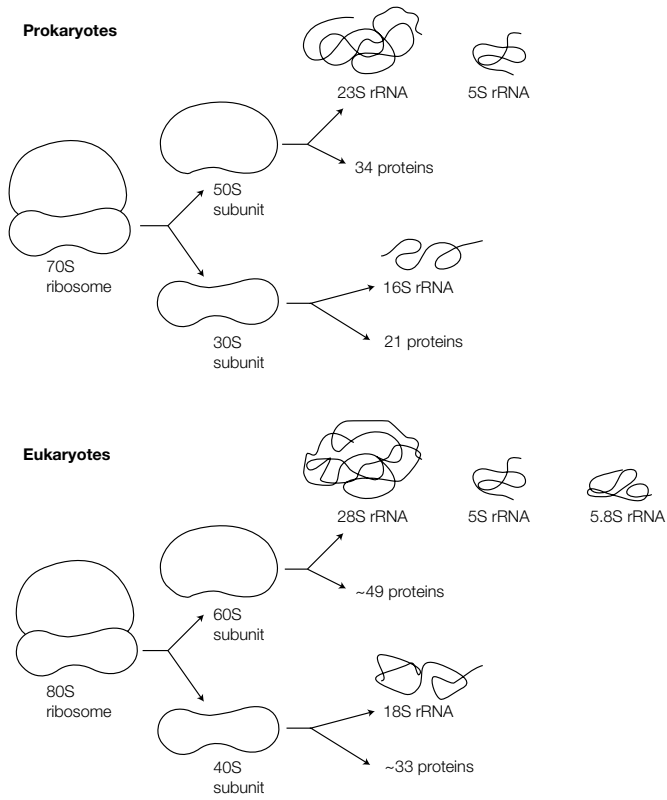 Prokaryotes
23S rRNA
5S rRNA
34 proteins
50S
subunit
70S
ribosome
16S rRNA
21 proteins
30S
subunit
Eukaryotes
28S rRNA
5S rRNA
5.8S rRNA
~49 proteins
60S
subunit
80S
ribosome
18S rRNA
~33 proteins
40S
subunit